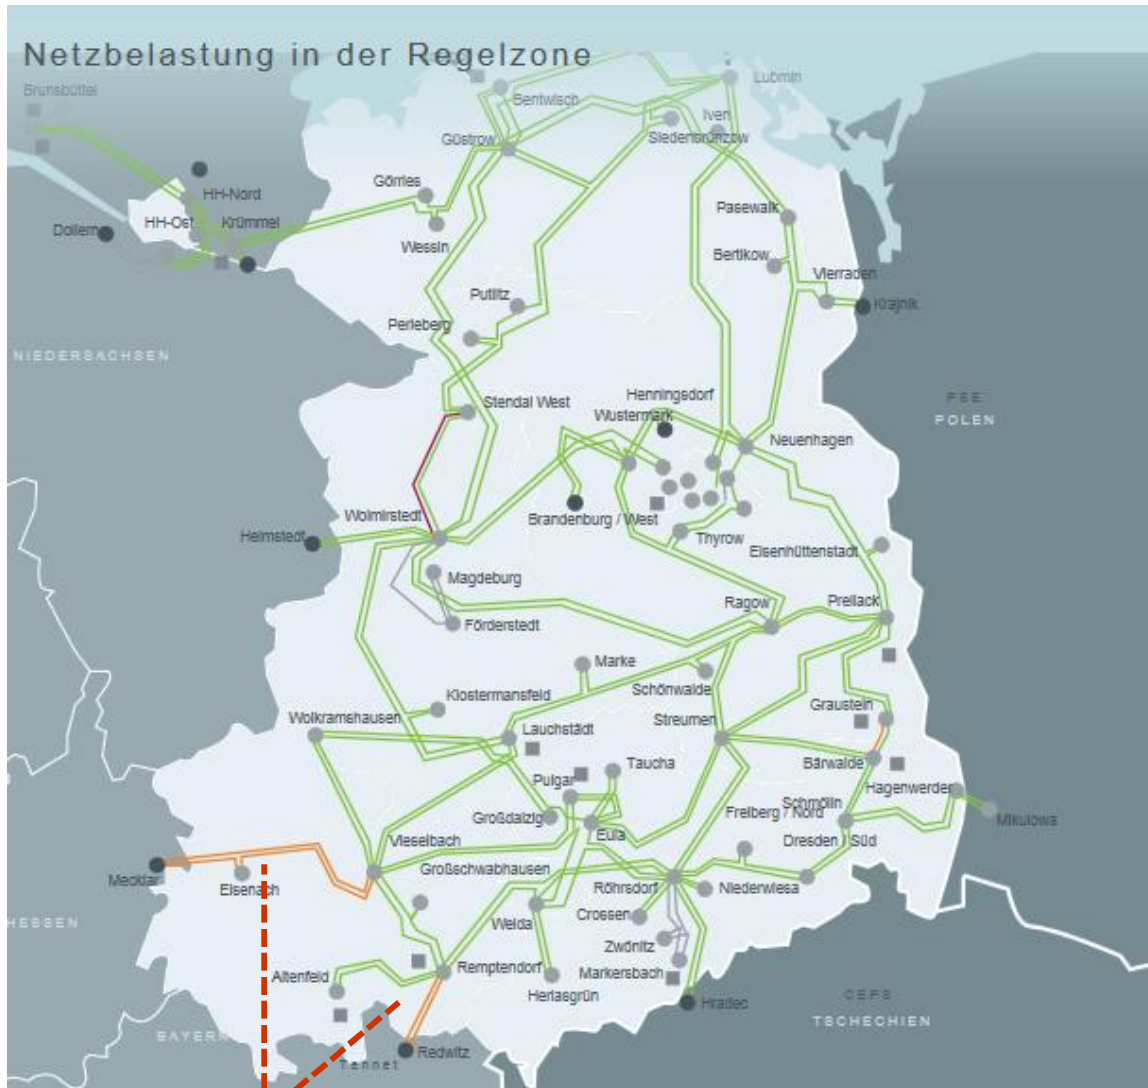 Netzbelastung in der Regelzone
Brunsbüttel
Lubmin
Bentwisch
Iven
Güstrow
Siedenbrünzow
Görries
HH-Nord
HH-Ost
Krümmel
Pasewalk
Dollern
Wessin
Bertikow
Vierraden
Putlitz
Krajnik
Perleberg
NIEDERSACHSEN
Henningsdorf
PSE
Stendal West
Wustermark
POLEN
Neuenhagen
Wolmirstedt
Brandenburg / West
Helmstedt
Thyrow
Eisenhüttenstadt
Magdeburg
Ragow
Preilack
Förderstedt
Marke
Schönwalde
Klostermansfeld
Graustein
Wolkramshausen
Lauchstädt
Streumen
Taucha
Bärwalde
Pulgar
Hagenwerder
Schmölln
Freiberg / Nord
Großdalzig
Mikulowa
Eula
Dresden / Süd
Vieselbach
Großschwabhausen
Mecklar
Eisenach
Röhrsdorf
Niederwiesa
HESSEN
Weida
Crossen
Zwönitz
Altenfeld
Remptendorf
Markersbach
Herlasgrün
CEPS
Hradec
TSCHECHIEN
BAYERN
Redwitz
Tennet